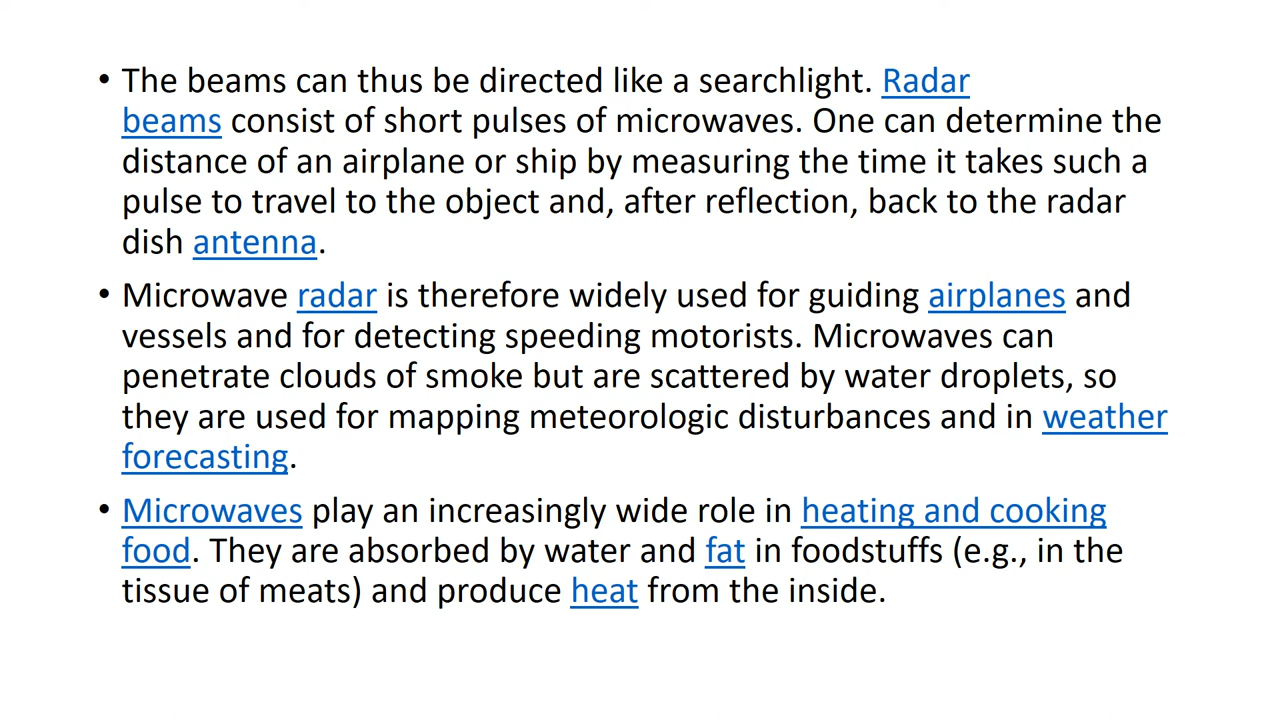 • The beams can thus be directed like a searchlight. Radar
beams consist of short pulses of microwaves. One can determine the
distance of an airplane or ship by measuring the time it takes such a
pulse to travel to the object and, after reflection, back to the radar
dish antenna.
• Microwave radar is therefore widely used for guiding airplanes and
vessels and for detecting speeding motorists. Microwaves can
penetrate clouds of smoke but are scattered by water droplets, so
they are used for mapping meteorologic disturbances and in weather
forecasting.
• Microwaves play an increasingly wide role in heating and cooking
food. They are absorbed by water and fat in foodstuffs (e.g., in the
tissue of meats) and produce heat from the inside.